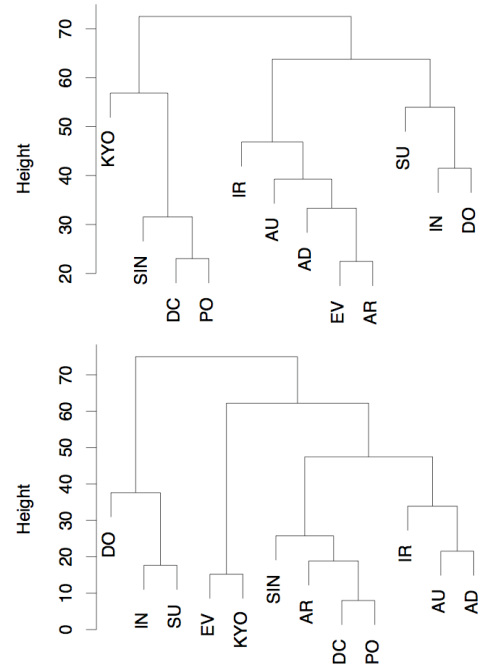 70
60
50
40
30
20
Height
KYO
SIN
DC
PO
IR
AU
AD
EV
AR
SU
IN
DO
70
60
50
40
30
20
10
0
Height
DO
IN
SU
EV
KYO
SIN
AR
DC
PO
IR
AU
AD